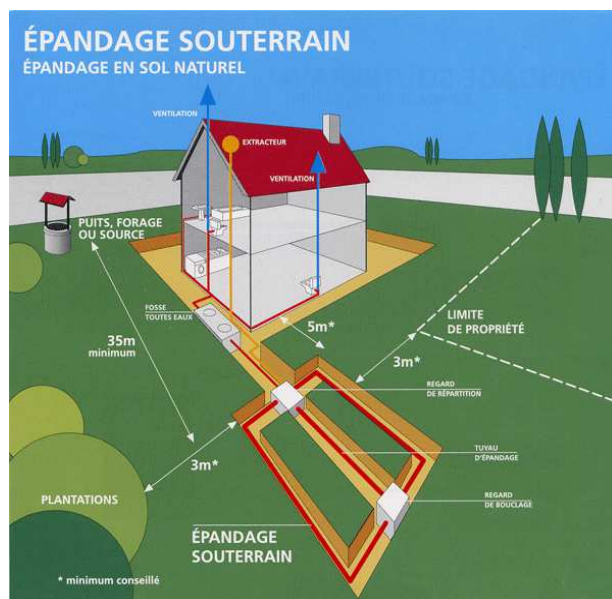 ÉPANDAGE SOUTERRAIN
ÉPANDAGE EN SOL NATUREL
VENTILATION
EXTRACTEUR
VENTILATION
PUITS, FORAGE
OU SOURCE
FOSSE
TOUTES EAUX
35m
minimum
5m*
LIMITE
DE PROPRIÉTÉ
3m*
REGARD
DE RÉPARTITION
3m*
TUYAU
D'ÉPANDAGE
PLANTATIONS
REGARD
DE BOUCLAGE
ÉPANDAGE
SOUTERRAIN
* minimum conseillé